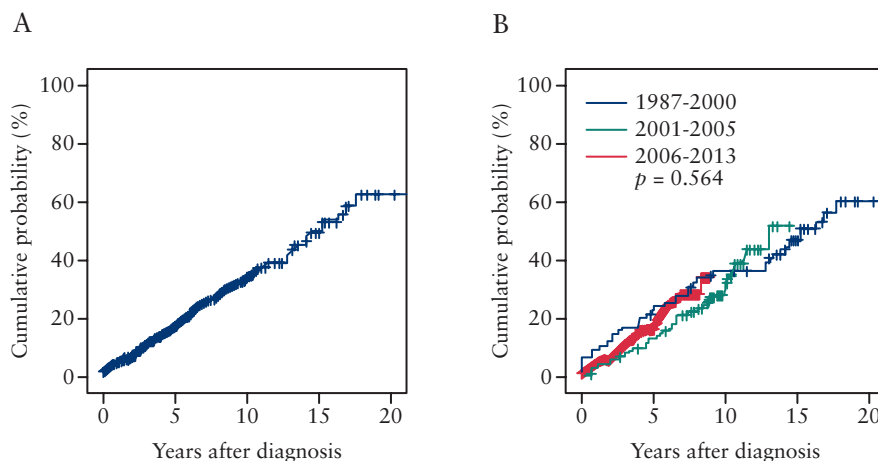 A
Cumulative probability (%)
100
80
60
40
20
0
0 5 10 15 20
Years after diagnosis
B
Cumulative probability (%)
100
80
60
40
20
0
1987-2000
2001-2005
2006-2013
p = 0.564
0 5 10 15 20
Years after diagnosis